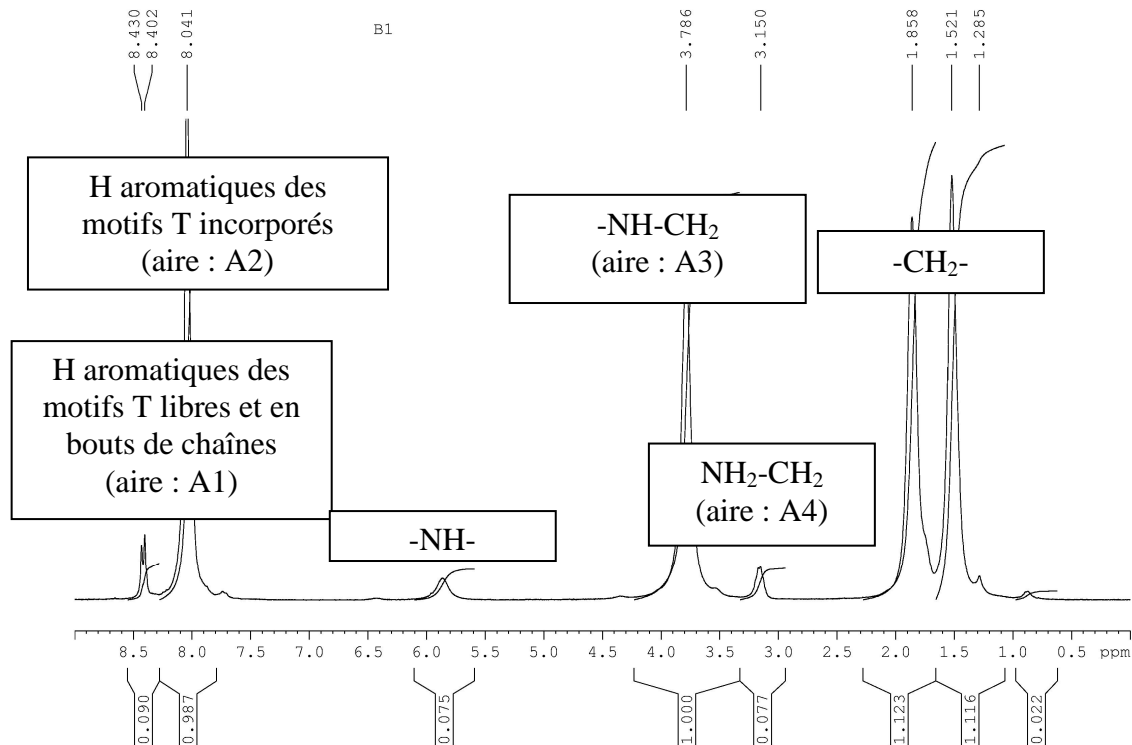 8.430
8.402
8.041
B1
3.786
3.150
1.858
1.521
1.285
H aromatiques des
motifs T incorporés
(aire : A2)
-NH-CH₂
(aire : A3)
-CH₂-
H aromatiques des
motifs T libres et en
bouts de chaînes
(aire : A1)
NH₂-CH₂
(aire : A4)
-NH-
8.5 8.0 7.5 7.0 6.5 6.0 5.5 5.0 4.5 4.0 3.5 3.0 2.5 2.0 1.5 1.0 0.5 ppm
0.090
0.987
0.075
1.000
0.077
1.123
1.116
0.022